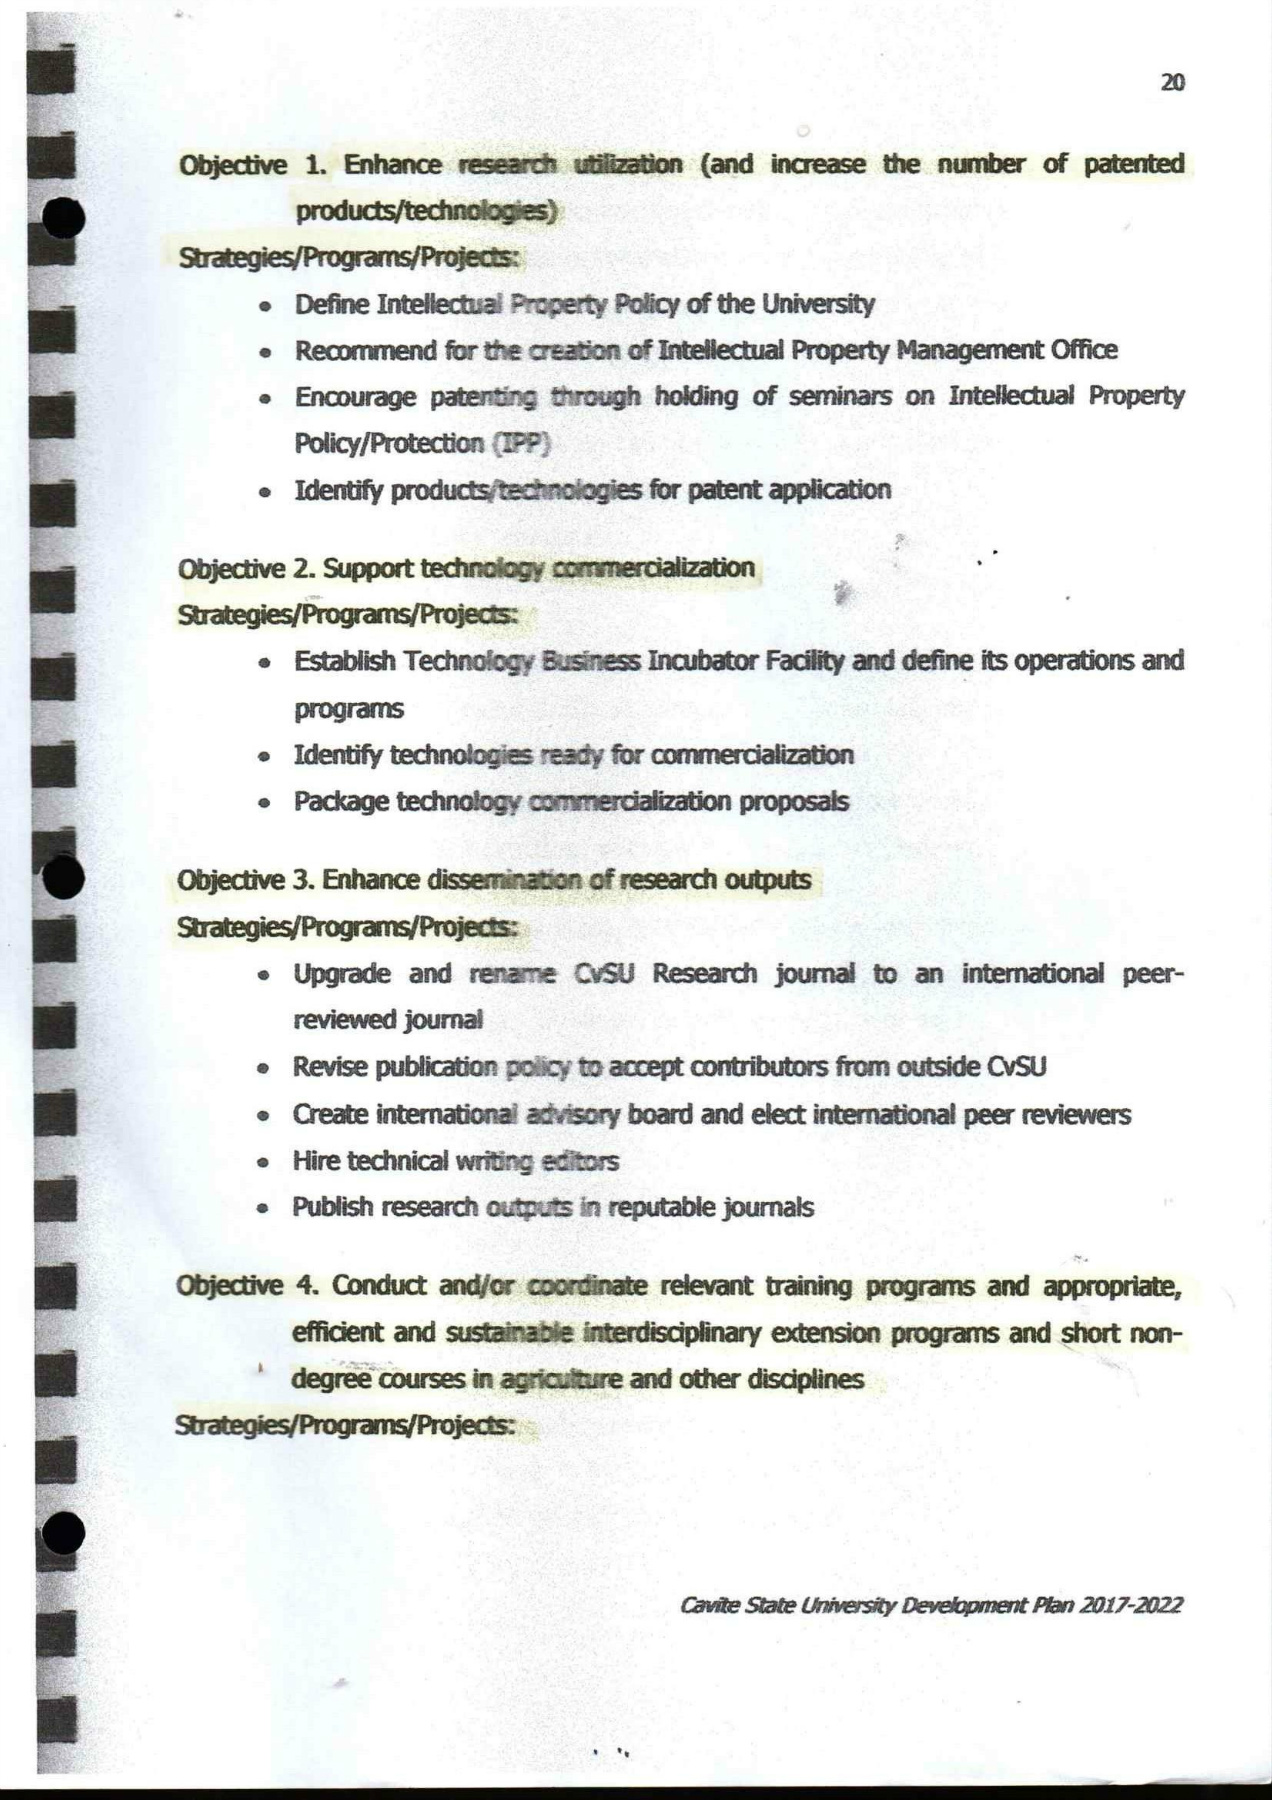 20
Objective 1. Enhance research utilization (and increase the number of patented
products/technologies)
Strategies/Programs/Projects:
• Define Intellectual Property Policy of the University
• Recommend for the creation of Intellectual Property Management Office
• Encourage patenting through holding of seminars on Intellectual Property
Policy/Protection (IPP)
• Identify products/technologies for patent application
Objective 2. Support technology commercialization
Strategies/Programs/Projects:
• Establish Technology Business Incubator Facility and define its operations and
programs
• Identify technologies ready for commercialization
• Package technology commercialization proposals
Objective 3. Enhance dissemination of research outputs
Strategies/Programs/Projects:
• Upgrade and rename CvSU Research journal to an international peer-
reviewed journal
• Revise publication policy to accept contributors from outside CvSU
• Create international advisory board and elect international peer reviewers
• Hire technical writing editors
• Publish research outputs in reputable journals
Objective 4. Conduct and/or coordinate relevant training programs and appropriate,
efficient and sustainable interdisciplinary extension programs and short non-
degree courses in agriculture and other disciplines
Strategies/Programs/Projects:
Cavite State University Development Plan 2017-2022